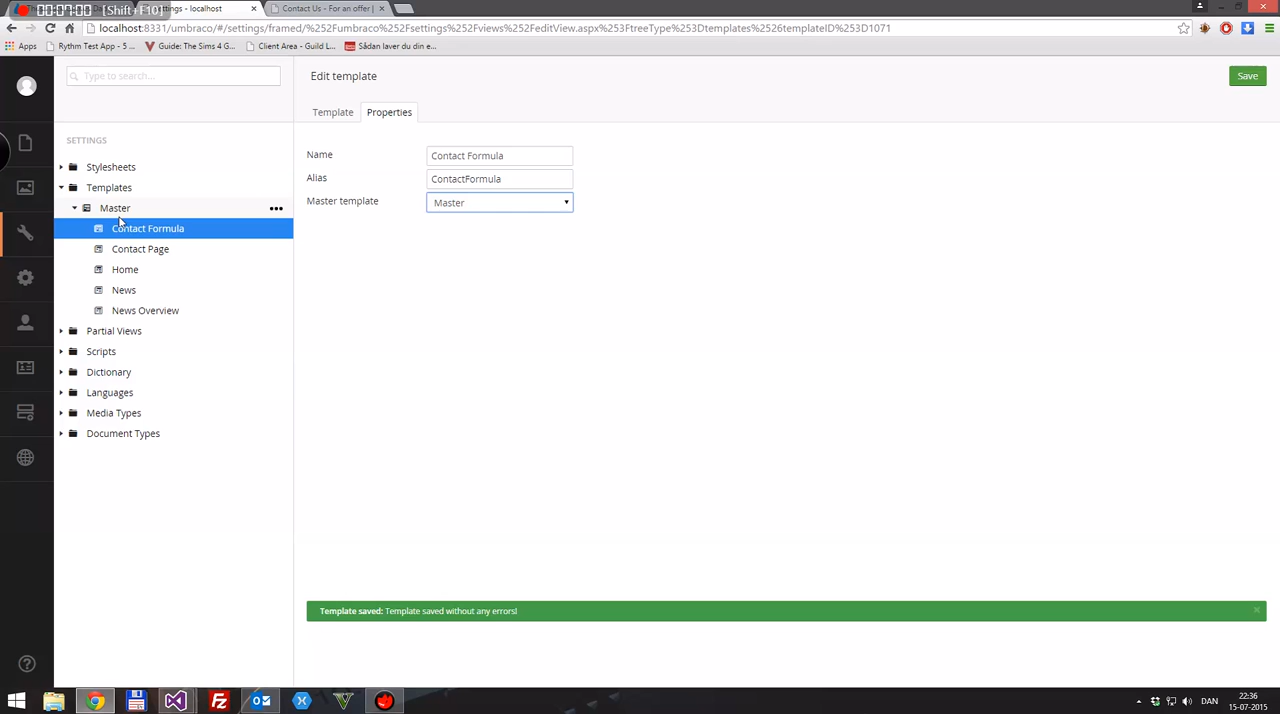 00:07:00 [Shift+F10]
ttings - localhost
Contact Us - For an offer |
localhost:8331/umbraco/#/settings/framed/%252Fumbraco%252Fsettings%252Fviews%252FeditView.aspx%253FtreeType%253Dtemplates%2526templateID%253D1071
Apps
Rythm Test App - 5 ...
Guide: The Sims 4 G...
Client Area - Guild L...
Sådan laver du din e...
Type to search...
Edit template
Save
Template
Properties
SETTINGS
Stylesheets
Templates
Master
Contact Formula
Contact Page
Home
News
News Overview
Partial Views
Scripts
Dictionary
Languages
Media Types
Document Types
Name
Contact Formula
Alias
ContactFormula
Master template
Master
Template saved: Template saved without any errors!
DAN
22:36
15-07-2015